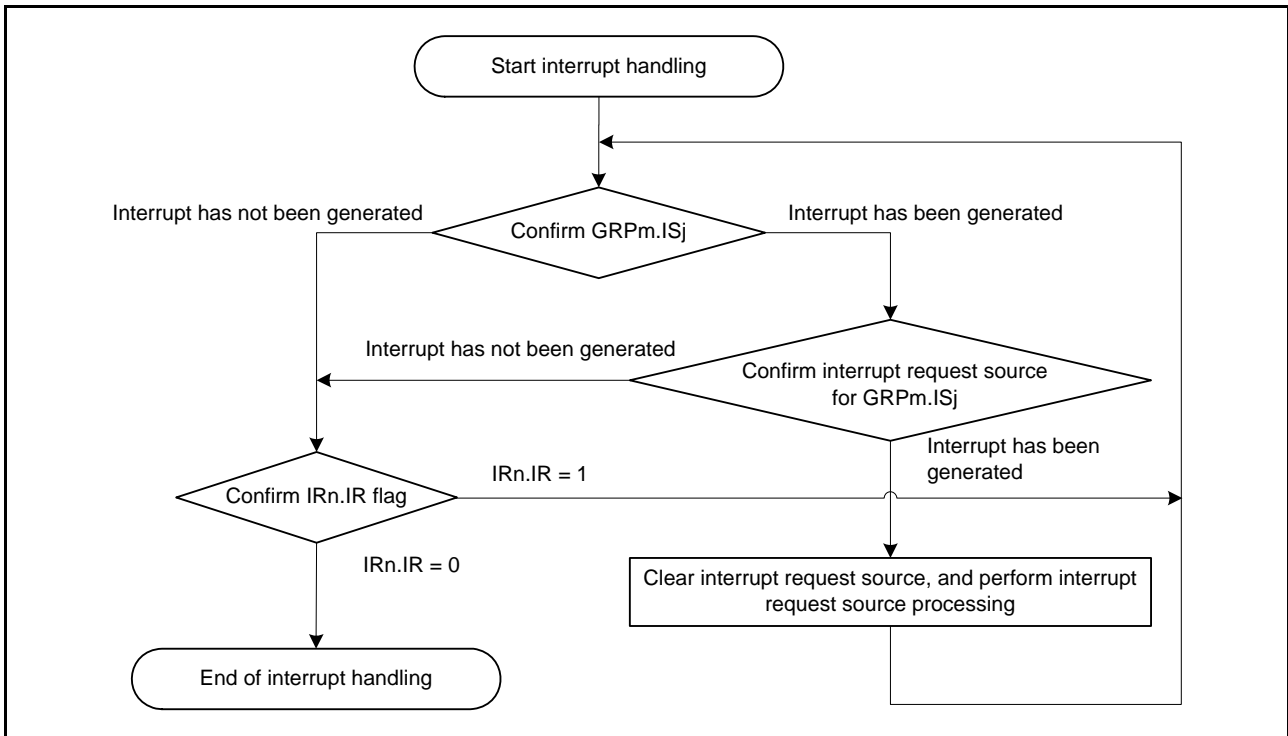 Start interrupt handling
Interrupt has not been generated
Interrupt has been generated
Confirm GRPm.ISj
Interrupt has not been generated
Confirm interrupt request source
for GRPm.ISj
Interrupt has been
generated
IRn.IR = 1
Confirm IRn.IR flag
IRn.IR = 0
Clear interrupt request source, and perform interrupt
request source processing
End of interrupt handling